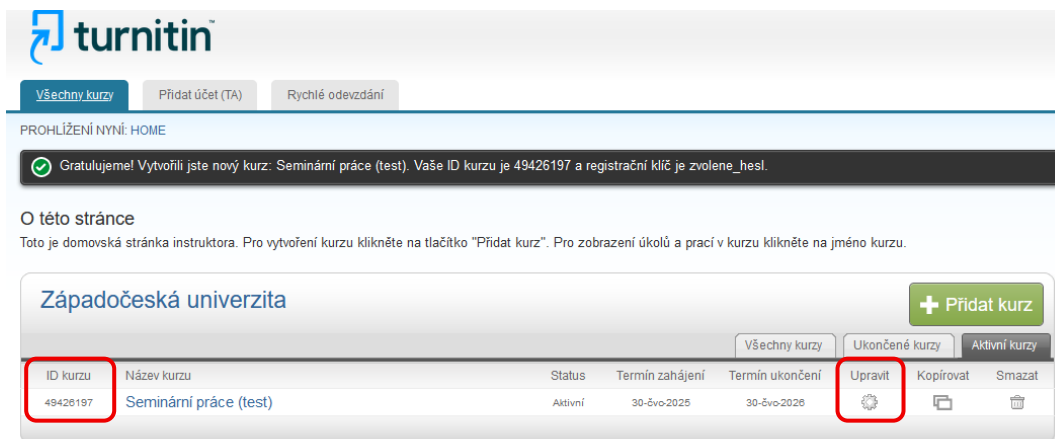 turnitin
Všechny kurzy Přidat účet (TA) Rychlé odevzdání
PROHLÍŽENÍ NYNÍ: HOME
Gratulujeme! Vytvořili jste nový kurz: Seminární práce (test). Vaše ID kurzu je 49426197 a registrační klíč je zvolene_hesl.
O této stránce
Toto je domovská stránka instruktora. Pro vytvoření kurzu klikněte na tlačítko "Přidat kurz". Pro zobrazení úkolů a prací v kurzu klikněte na jméno kurzu.
Západočeská univerzita + Přidat kurz
Všechny kurzy Ukončené kurzy Aktivní kurzy
ID kurzu Název kurzu Status Termín zahájení Termín ukončení Upravit Kopírovat Smazat
49426197 Seminární práce (test) Aktivní 30-čvc-2025 30-čvc-2026